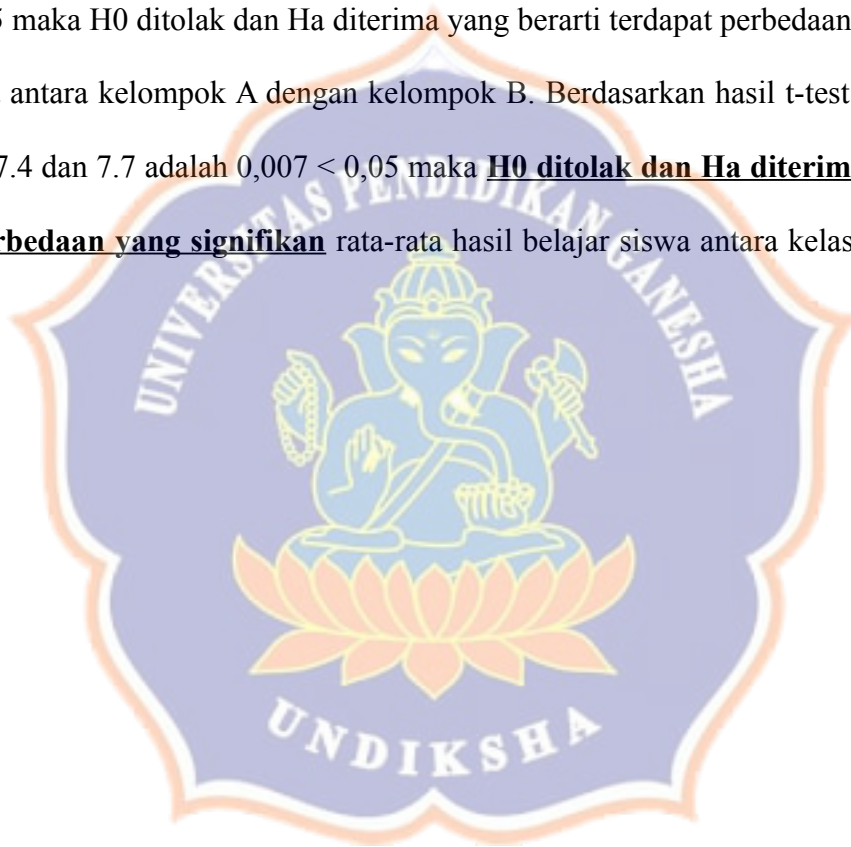 5 maka H0 ditolak dan Ha diterima yang berarti terdapat perbedaan
antara kelompok A dengan kelompok B. Berdasarkan hasil t-test
7.4 dan 7.7 adalah 0,007 < 0,05 maka H0 ditolak dan Ha diterim
rbedaan yang signifikan rata-rata hasil belajar siswa antara kelas
UNIVERSITAS PENDIDIKAN GANESHA
UNDIKSHA